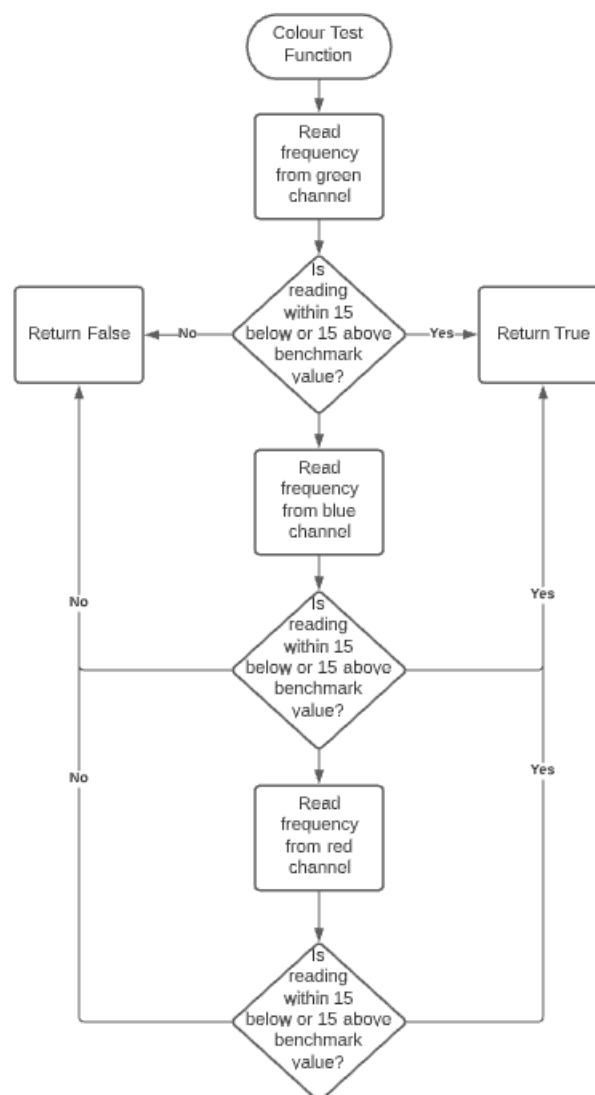 Colour Test
Function
Read
frequency
from green
channel
Is
reading
within 15
below or 15 above
benchmark
value?
Return False
No
Yes
Return True
Read
frequency
from blue
channel
No
Yes
Is
reading
within 15
below or 15 above
benchmark
value?
No
Yes
Read
frequency
from red
channel
Is
reading
within 15
below or 15 above
benchmark
value?